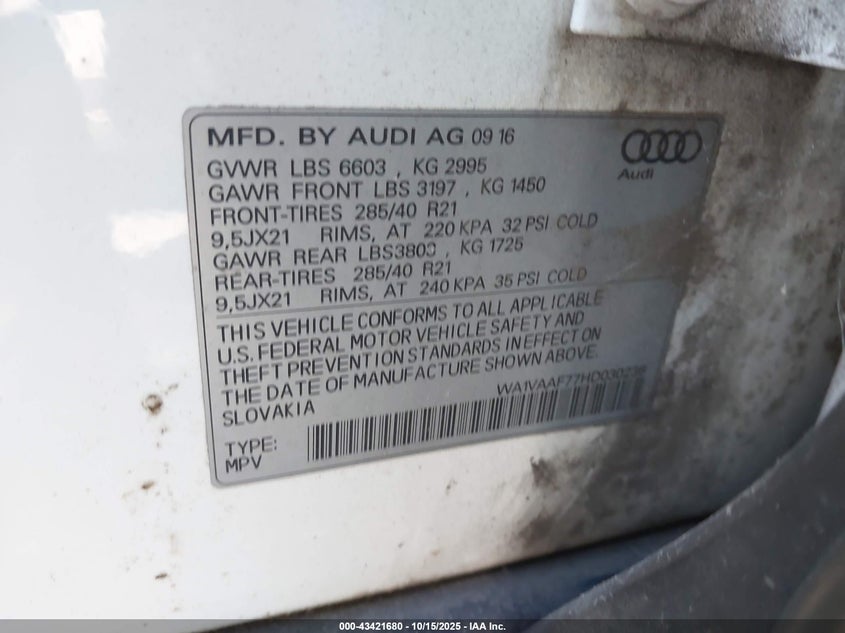 MFD. BY AUDI AG 09 16
Audi
GVWR LBS 6603 , KG 2995
GAWR FRONT LBS 3197 , KG 1450
FRONT-TIRES 285/40 R21
9,5JX21 RIMS, AT 220 KPA 32 PSI COLD
GAWR REAR LBS3803 , KG 1725
REAR-TIRES 285/40 R21
9,5JX21 RIMS, AT 240 KPA 35 PSI COLD
THIS VEHICLE CONFORMS TO ALL APPLICABLE
U.S. FEDERAL MOTOR VEHICLE SAFETY AND
THEFT PREVENTION STANDARDS IN EFFECT ON
THE DATE OF MANUFACTURE SHOWN ABOVE.
SLOVAKIA
TYPE:
MPV
000-43421680 - 10/15/2025 - IAA Inc.